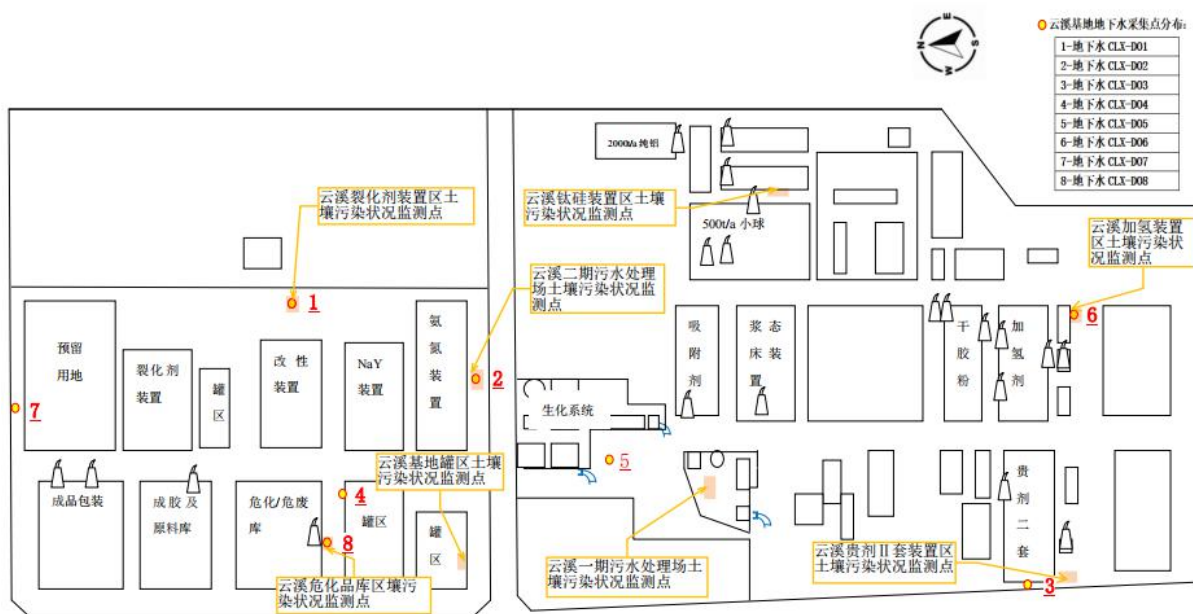 云溪基地地下水采集点分布：
1-地下水 CLX-D01
2-地下水 CLX-D02
3-地下水 CLX-D03
4-地下水 CLX-D04
5-地下水 CLX-D05
6-地下水 CLX-D06
7-地下水 CLX-D07
8-地下水 CLX-D08
E
N
S
W
2000t/a 纯铝
云溪裂化剂装置区土
壤污染状况监测点
云溪钛硅装置区土壤
污染状况监测点
500t/a 小球
云溪加氢装置
区土壤污染状
况监测点
云溪二期污水处理
场土壤污染状况监
测点
1
6
预留
用地
裂化剂
装置
罐
区
改 性
装置
NaY
装置
氨
氮
装
置
2
吸
附
剂
浆 态
床 装
置
干
胶
粉
加
氢
剂
7
生化系统
5
云溪基地罐区土壤
污染状况监测点
成品包装
成胶及
原料库
危化/危废
库
4
罐区
罐
区
8
贵
剂
二
套
云溪危化品库区壤污
染状况监测点
云溪一期污水处理场土
壤污染状况监测点
云溪贵剂Ⅱ套装置区
土壤污染状况监测点
3